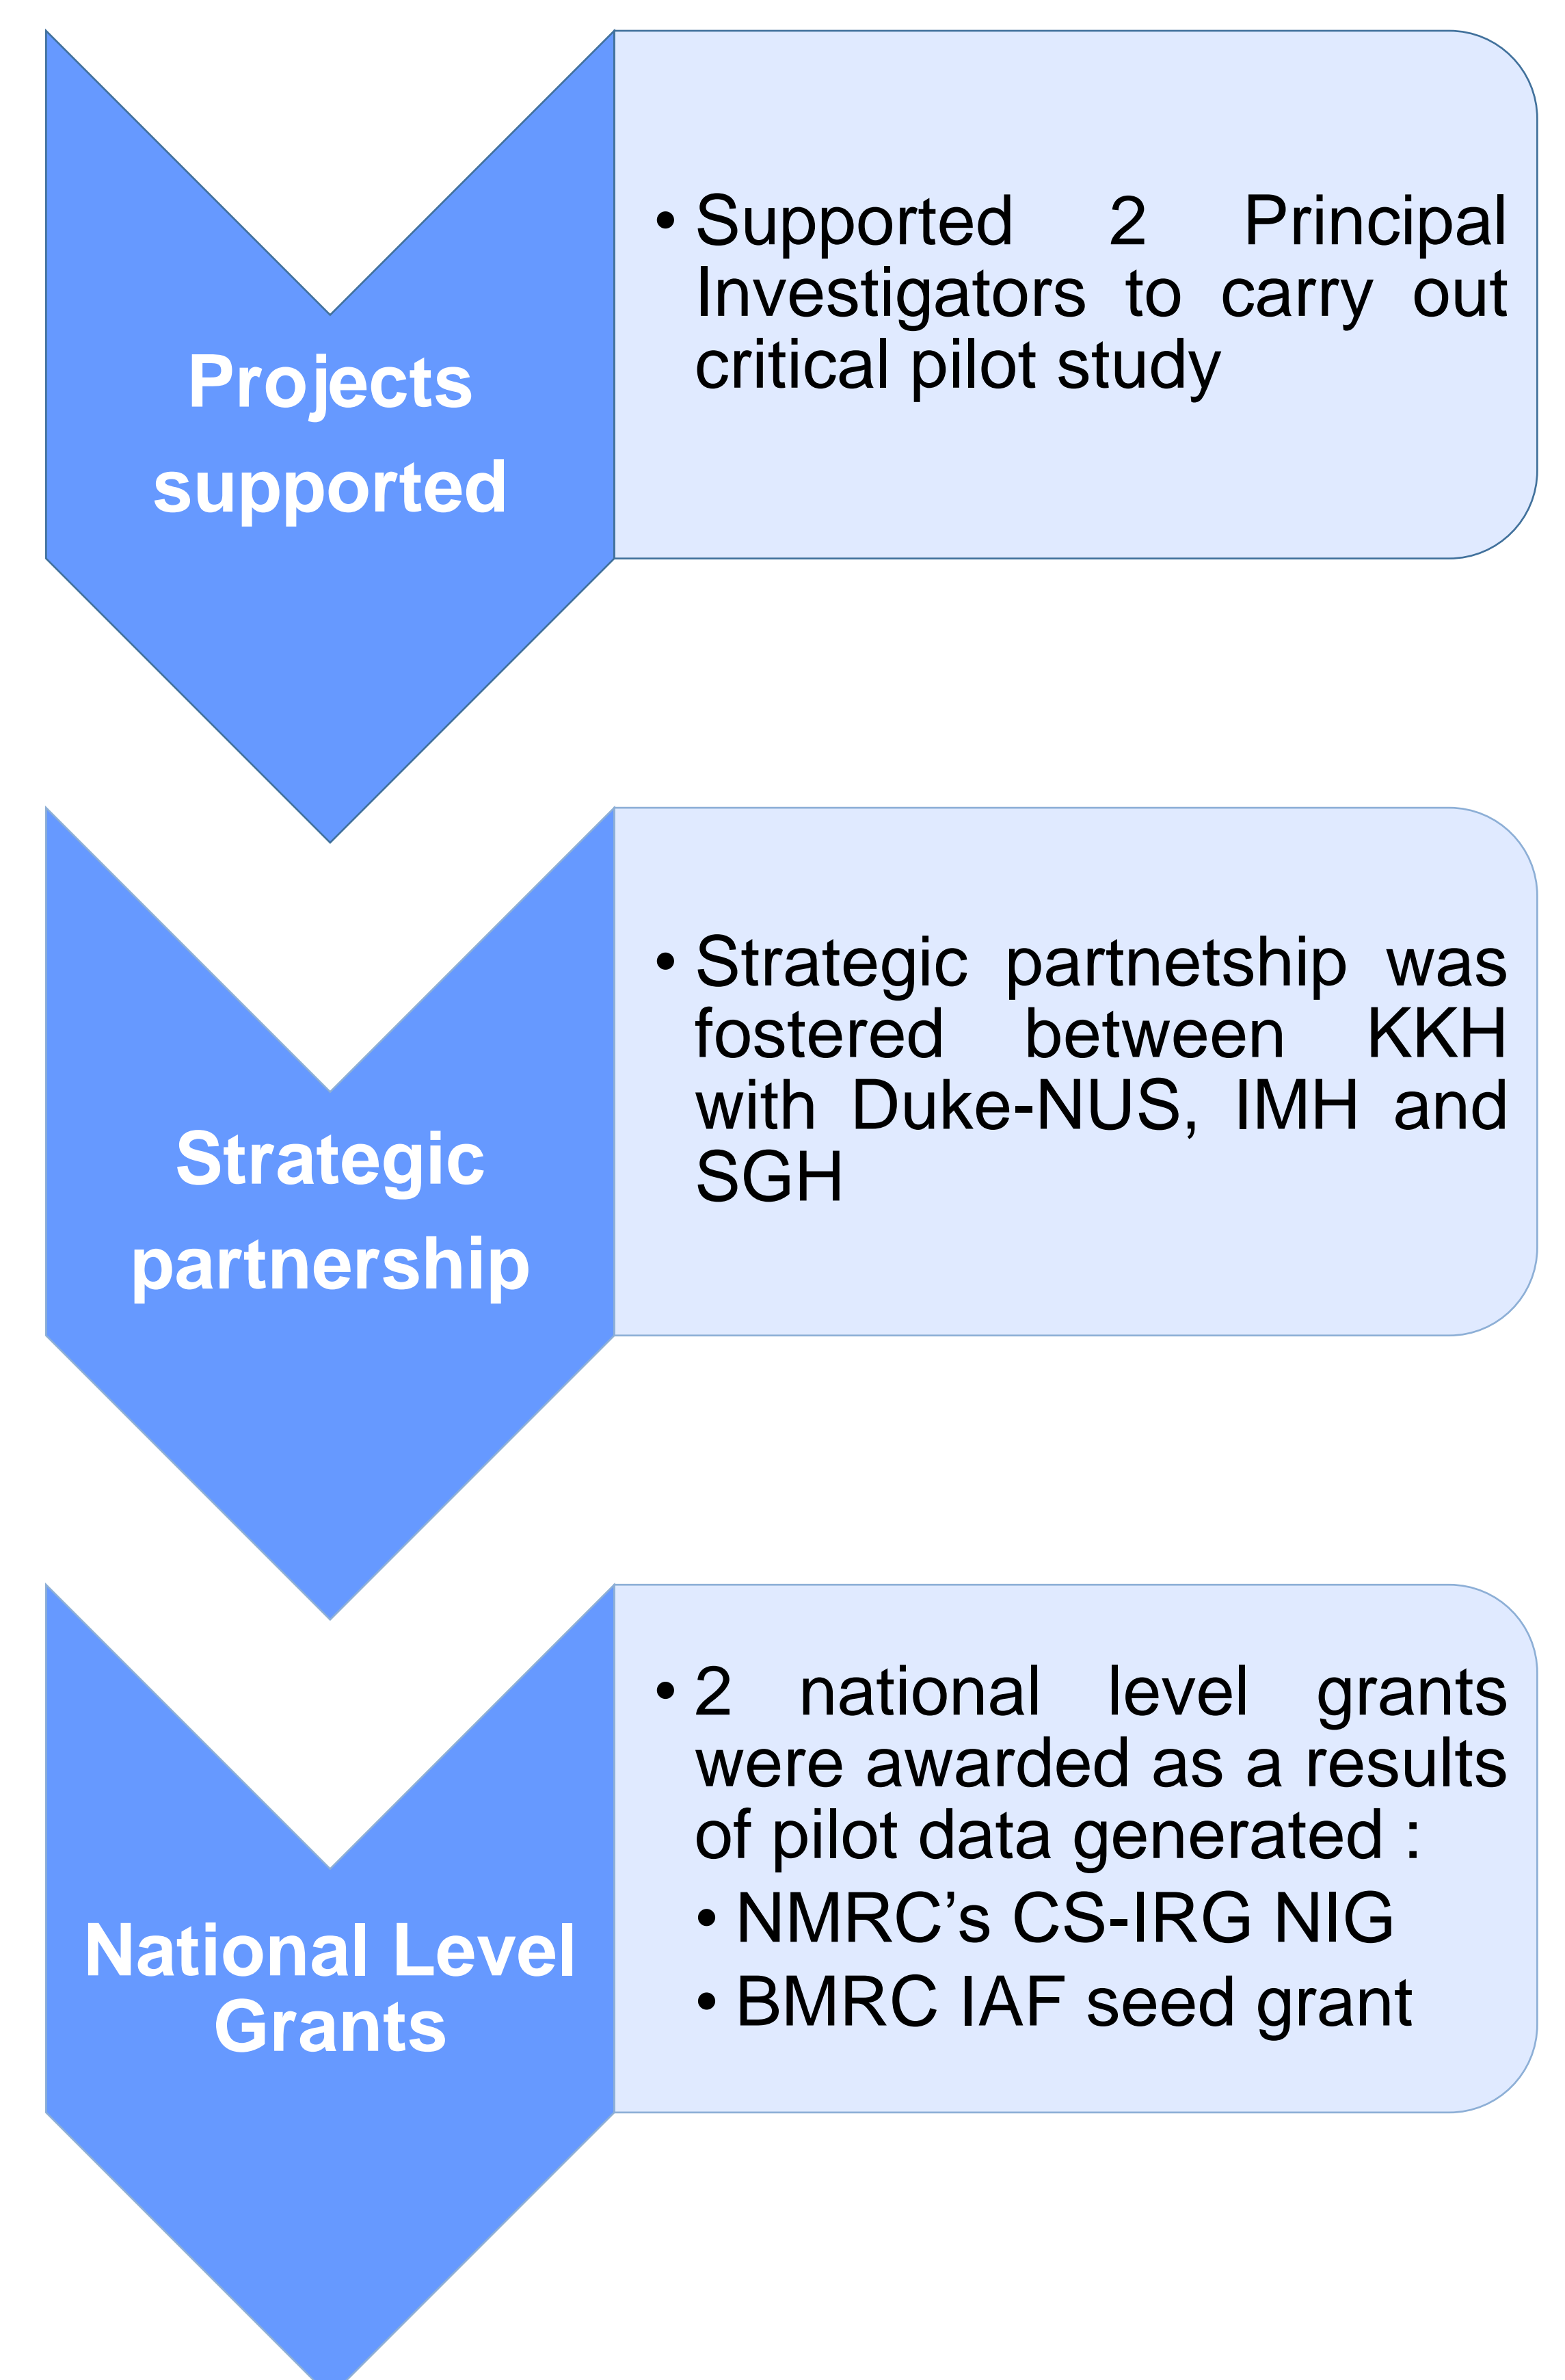 Projects
supported
• Supported 2 Principal
Investigators to carry out
critical pilot study
Strategic
partnership
• Strategic partnetship was
fostered between KKH
with Duke-NUS, IMH and
SGH
National Level
Grants
• 2 national level grants
were awarded as a results
of pilot data generated :
• NMRC’s CS-IRG NIG
• BMRC IAF seed grant